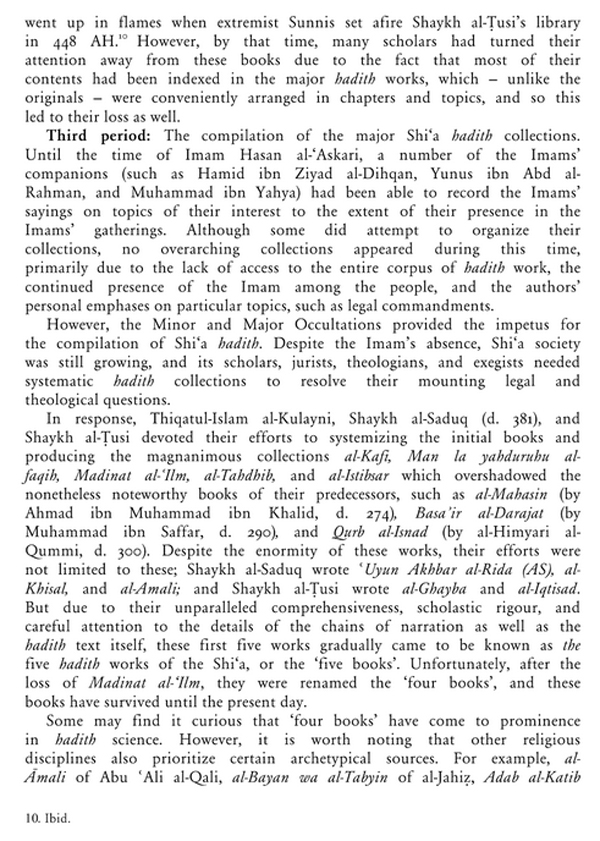 went up in flames when extremist Sunnis set afire Shaykh al-Ṭusi's library
in 448 AH.¹⁰ However, by that time, many scholars had turned their
attention away from these books due to the fact that most of their
contents had been indexed in the major hadith works, which – unlike the
originals – were conveniently arranged in chapters and topics, and so this
led to their loss as well.
Third period: The compilation of the major Shi‘a hadith collections.
Until the time of Imam Hasan al-‘Askari, a number of the Imams'
companions (such as Hamid ibn Ziyad al-Dihqan, Yunus ibn Abd al-
Rahman, and Muhammad ibn Yahya) had been able to record the Imams'
sayings on topics of their interest to the extent of their presence in the
Imams' gatherings. Although some did attempt to organize their
collections, no overarching collections appeared during this time,
primarily due to the lack of access to the entire corpus of hadith work, the
continued presence of the Imam among the people, and the authors'
personal emphases on particular topics, such as legal commandments.
However, the Minor and Major Occultations provided the impetus for
the compilation of Shi‘a hadith. Despite the Imam's absence, Shi‘a society
was still growing, and its scholars, jurists, theologians, and exegists needed
systematic hadith collections to resolve their mounting legal and
theological questions.
In response, Thiqatul-Islam al-Kulayni, Shaykh al-Saduq (d. 381), and
Shaykh al-Ṭusi devoted their efforts to systemizing the initial books and
producing the magnanimous collections al-Kafi, Man la yahduruhu al-
faqih, Madinat al-‘Ilm, al-Tahdhib, and al-Istibsar which overshadowed the
nonetheless noteworthy books of their predecessors, such as al-Mahasin (by
Ahmad ibn Muhammad ibn Khalid, d. 274), Basa'ir al-Darajat (by
Muhammad ibn Saffar, d. 290), and Qurb al-Isnad (by al-Himyari al-
Qummi, d. 300). Despite the enormity of these works, their efforts were
not limited to these; Shaykh al-Saduq wrote ‘Uyun Akhbar al-Rida (AS), al-
Khisal, and al-Amali; and Shaykh al-Ṭusi wrote al-Ghayba and al-Iqtisad.
But due to their unparalleled comprehensiveness, scholastic rigour, and
careful attention to the details of the chains of narration as well as the
hadith text itself, these first five works gradually came to be known as the
five hadith works of the Shi‘a, or the ‘five books’. Unfortunately, after the
loss of Madinat al-‘Ilm, they were renamed the ‘four books’, and these
books have survived until the present day.
Some may find it curious that ‘four books’ have come to prominence
in hadith science. However, it is worth noting that other religious
disciplines also prioritize certain archetypical sources. For example, al-
Āmali of Abu ‘Ali al-Qali, al-Bayan wa al-Tabyin of al-Jahiẓ, Adab al-Katib
10. Ibid.